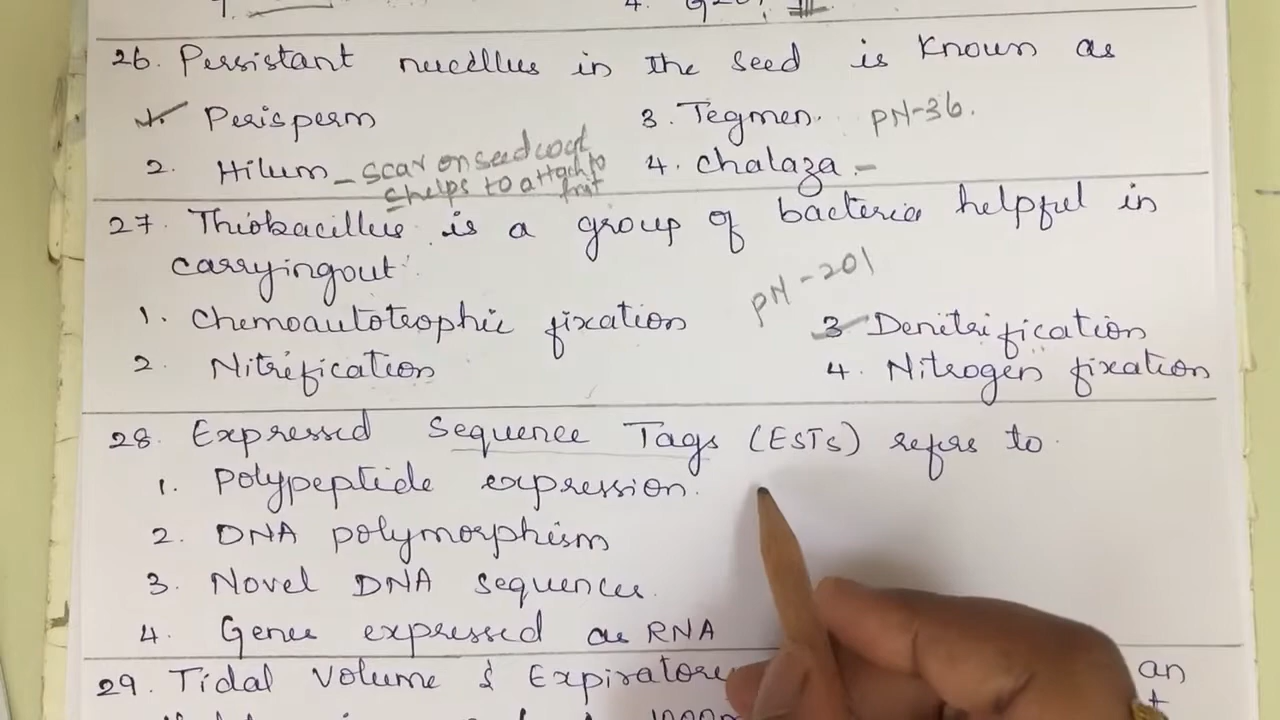 26. Persistant nucellus in the seed is known as
1. Perisperm
3. Tegmen. PN-36.
2. Hilum - scar on seed coat
& helps to attach to
fruit
4. chalaza -
27. Thiobacillus is a group of bacteria helpful in
carryingout
PN-201
1. Chemoautotrophic fixation
3. Denitrification
2. Nitrification
4. Nitrogen fixation
28. Expressed Sequence Tags (ESTs) refers to
1. Polypeptide expression.
2. DNA polymorphism
3. Novel DNA sequences.
4. Genes expressed as RNA
29. Tidal Volume & Expiratory an